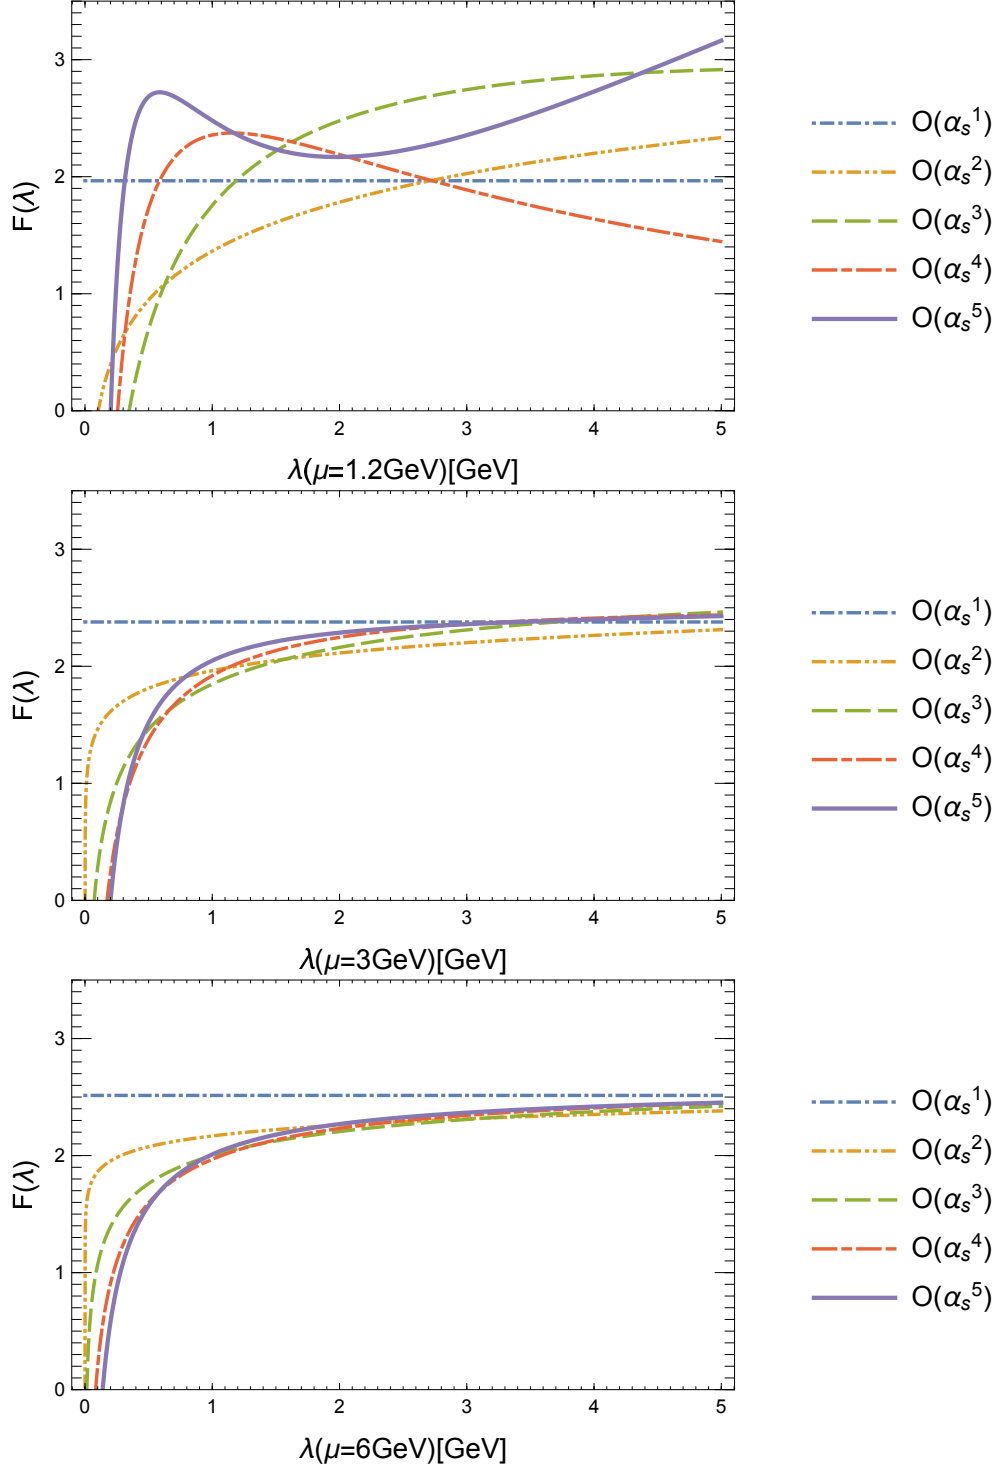 3
2
1
0
F(λ)
0 1 2 3 4 5
λ(μ=1.2GeV)[GeV]
O(αs1)
O(αs2)
O(αs3)
O(αs4)
O(αs5)
3
2
1
0
F(λ)
0 1 2 3 4 5
λ(μ=3GeV)[GeV]
O(αs1)
O(αs2)
O(αs3)
O(αs4)
O(αs5)
3
2
1
0
F(λ)
0 1 2 3 4 5
λ(μ=6GeV)[GeV]
O(αs1)
O(αs2)
O(αs3)
O(αs4)
O(αs5)